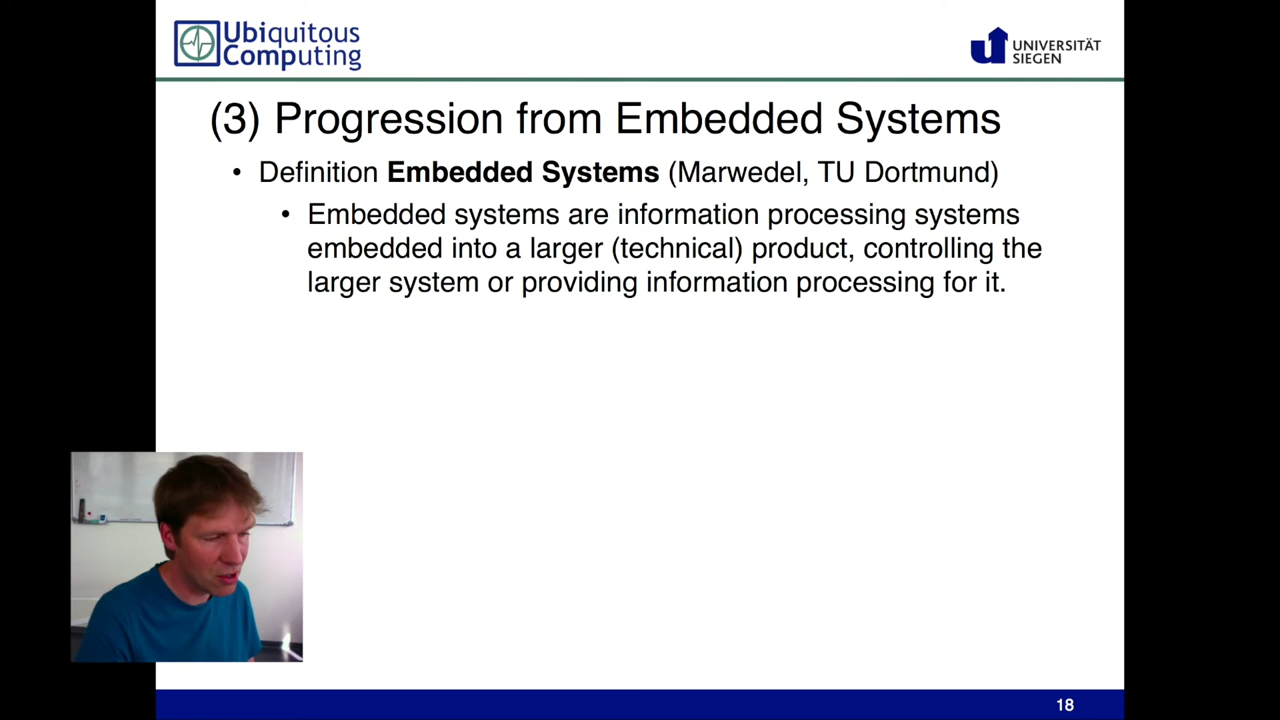 Ubiquitous
Computing
UNIVERSITÄT
SIEGEN
(3) Progression from Embedded Systems
• Definition Embedded Systems (Marwedel, TU Dortmund)
• Embedded systems are information processing systems
embedded into a larger (technical) product, controlling the
larger system or providing information processing for it.
18